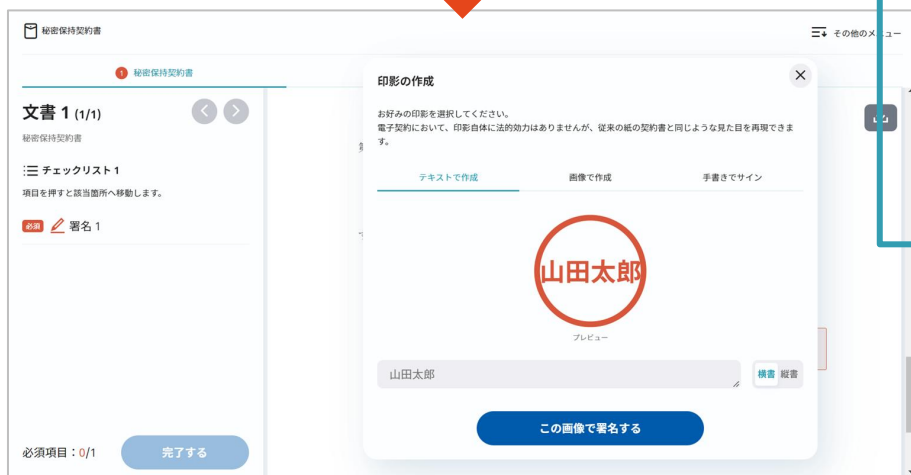 秘密保持契約書
その他のメニュー
1 秘密保持契約書
文書 1 (1/1)
秘密保持契約書
チェックリスト 1
項目を押すと該当箇所へ移動します。
必須 署名 1
必須項目：0/1
完了する
印影の作成
お好みの印影を選択してください。
電子契約において、印影自体に法的効力はありませんが、従来の紙の契約書と同じような見た目を再現できま
す。
テキストで作成 画像で作成 手書きでサイン
山田太郎
プレビュー
山田太郎
横書 縦書
この画像で署名する